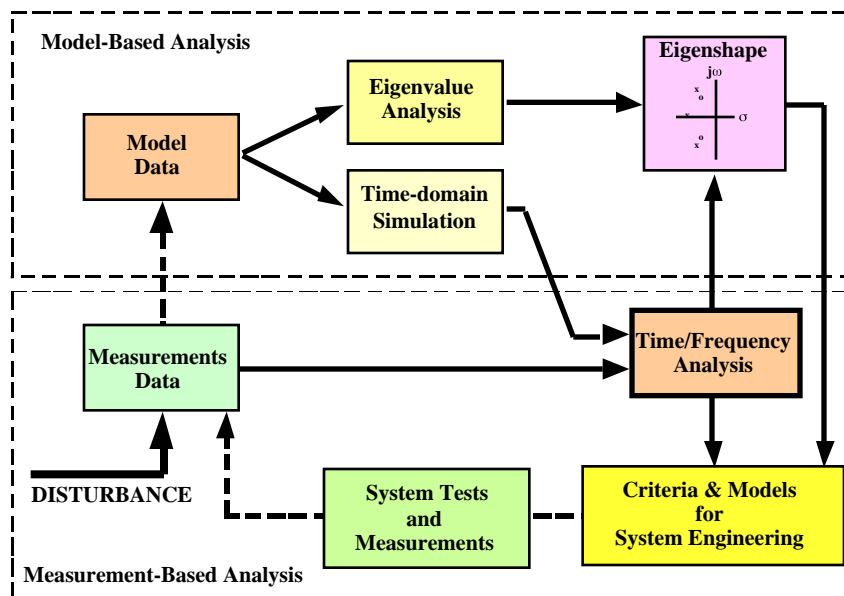 Model-Based Analysis
Model
Data
Eigenvalue
Analysis
Time-domain
Simulation
Eigenshape
jω
x
o
x
σ
o
x
Measurements
Data
Time/Frequency
Analysis
DISTURBANCE
System Tests
and
Measurements
Criteria & Models
for
System Engineering
Measurement-Based Analysis